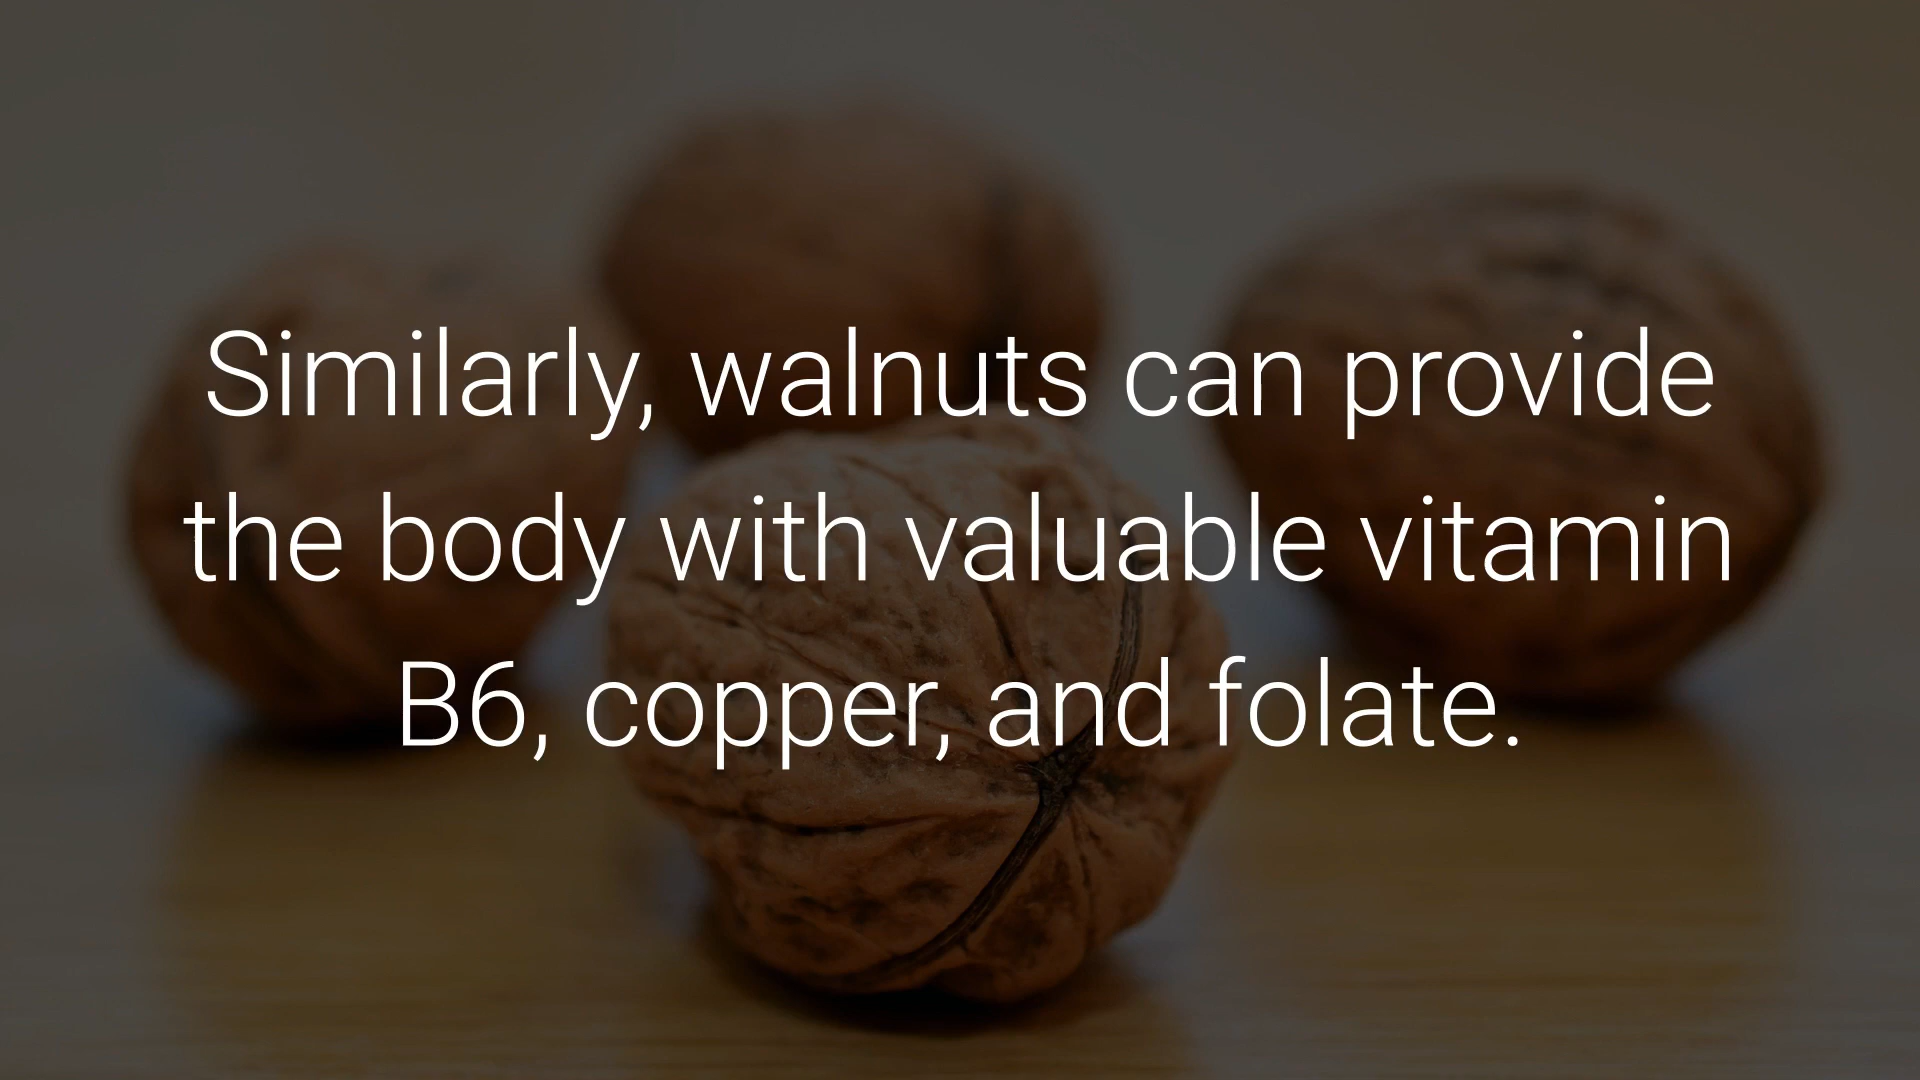 Similarly, walnuts can provide
the body with valuable vitamin
B6, copper, and folate.